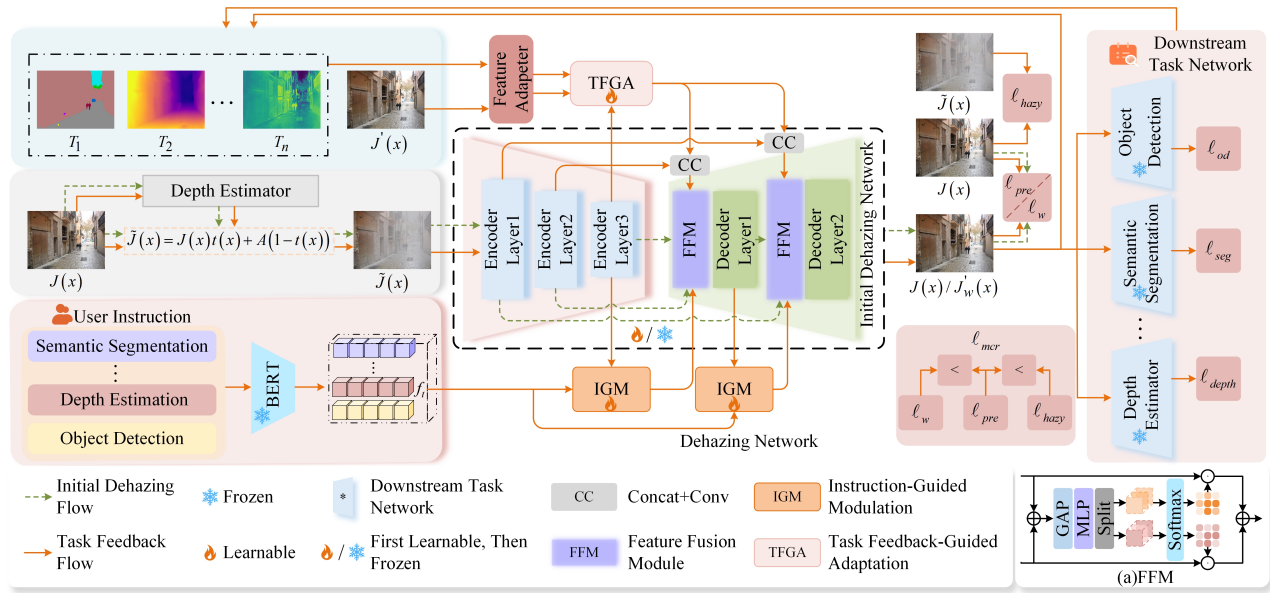 T₁
T₂
...
Tₙ
J′(x)
Feature
Adapeter
TFGA
Depth Estimator
J̃(x) = J(x)t(x) + A(1−t(x))
J(x)
J̃(x)
User Instruction
Semantic Segmentation
Depth Estimation
Object Detection
BERT
fₜ
Encoder
Layer1
Encoder
Layer2
Encoder
Layer3
CC
CC
FFM
Decoder
Layer1
FFM
Decoder
Layer2
Initial Dehazing Network
/
IGM
IGM
Dehazing Network
J̃(x)
J(x)
J(x) / J′w(x)
ℓhazy
ℓpre
ℓw
ℓmcr
<
<
ℓw
ℓpre
ℓhazy
Downstream
Task Network
Object
Detection
ℓod
Semantic
Segmentation
ℓseg
Depth
Estimator
ℓdepth
Initial Dehazing
Flow
Frozen
*
Downstream Task
Network
CC
Concat+Conv
IGM
Instruction-Guided
Modulation
Task Feedback
Flow
Learnable
/
First Learnable, Then
Frozen
FFM
Feature Fusion
Module
TFGA
Task Feedback-Guided
Adaptation
GAP
MLP
Split
Softmax
(a)FFM